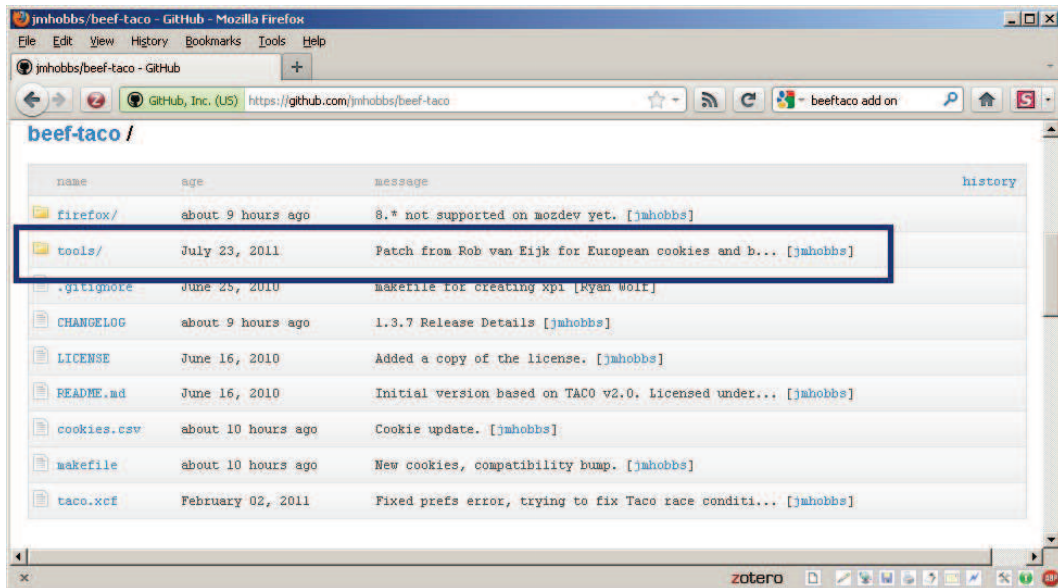 jmhobbs/beef-taco - GitHub - Mozilla Firefox
File Edit View History Bookmarks Tools Help
jmhobbs/beef-taco - GitHub
GitHub, Inc. (US) https://github.com/jmhobbs/beef-taco beeftaco add on
beef-taco /
name age message history
firefox/ about 9 hours ago 8.* not supported on mozdev yet. [jmhobbs]
tools/ July 23, 2011 Patch from Rob van Eijk for European cookies and b... [jmhobbs]
.gitignore June 25, 2010 makefile for creating xpi [Ryan Wolf]
CHANGELOG about 9 hours ago 1.3.7 Release Details [jmhobbs]
LICENSE June 16, 2010 Added a copy of the license. [jmhobbs]
README.md June 16, 2010 Initial version based on TACO v2.0. Licensed under... [jmhobbs]
cookies.csv about 10 hours ago Cookie update. [jmhobbs]
makefile about 10 hours ago New cookies, compatibility bump. [jmhobbs]
taco.xcf February 02, 2011 Fixed prefs error, trying to fix Taco race conditi... [jmhobbs]
zotero